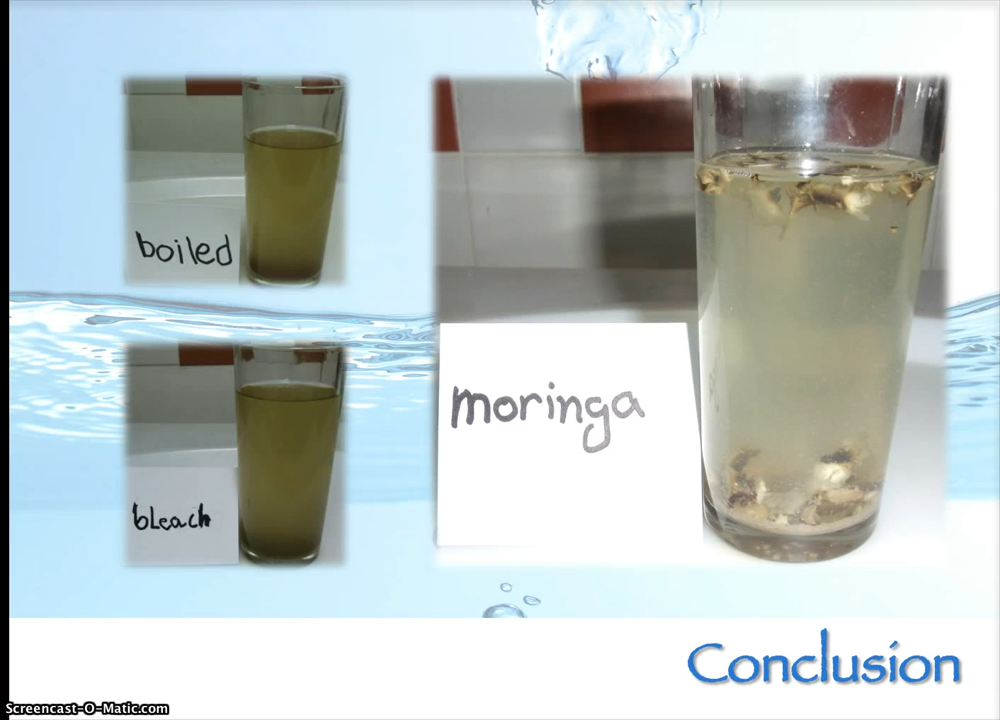 boiled
moringa
bleach
Conclusion
Screencast-O-Matic.com